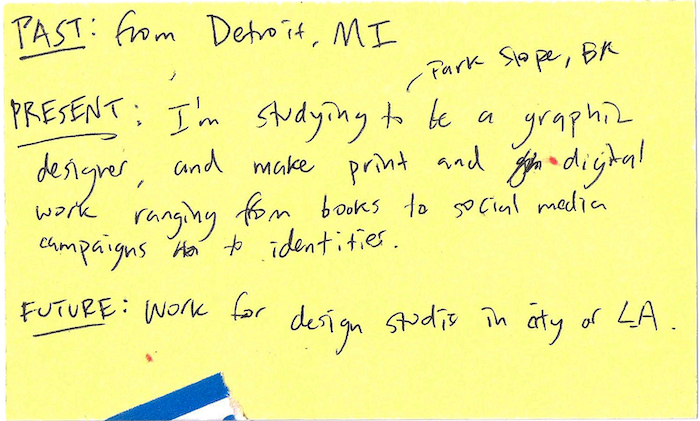 PAST: from Detroit, MI
Park Slope, BK
PRESENT: I'm studying to be a graphic
designer, and make print and digital
work ranging from books to social media
campaigns to identities.
FUTURE: Work for design studio in city or LA.